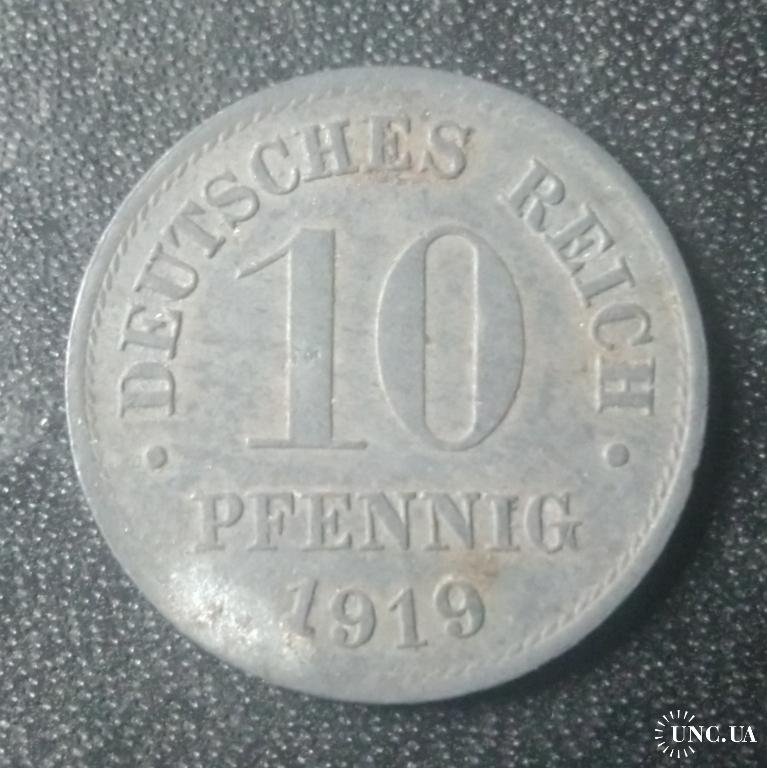 DEUTSCHES REICH
10
PFENNIG
1919
UNC.UA